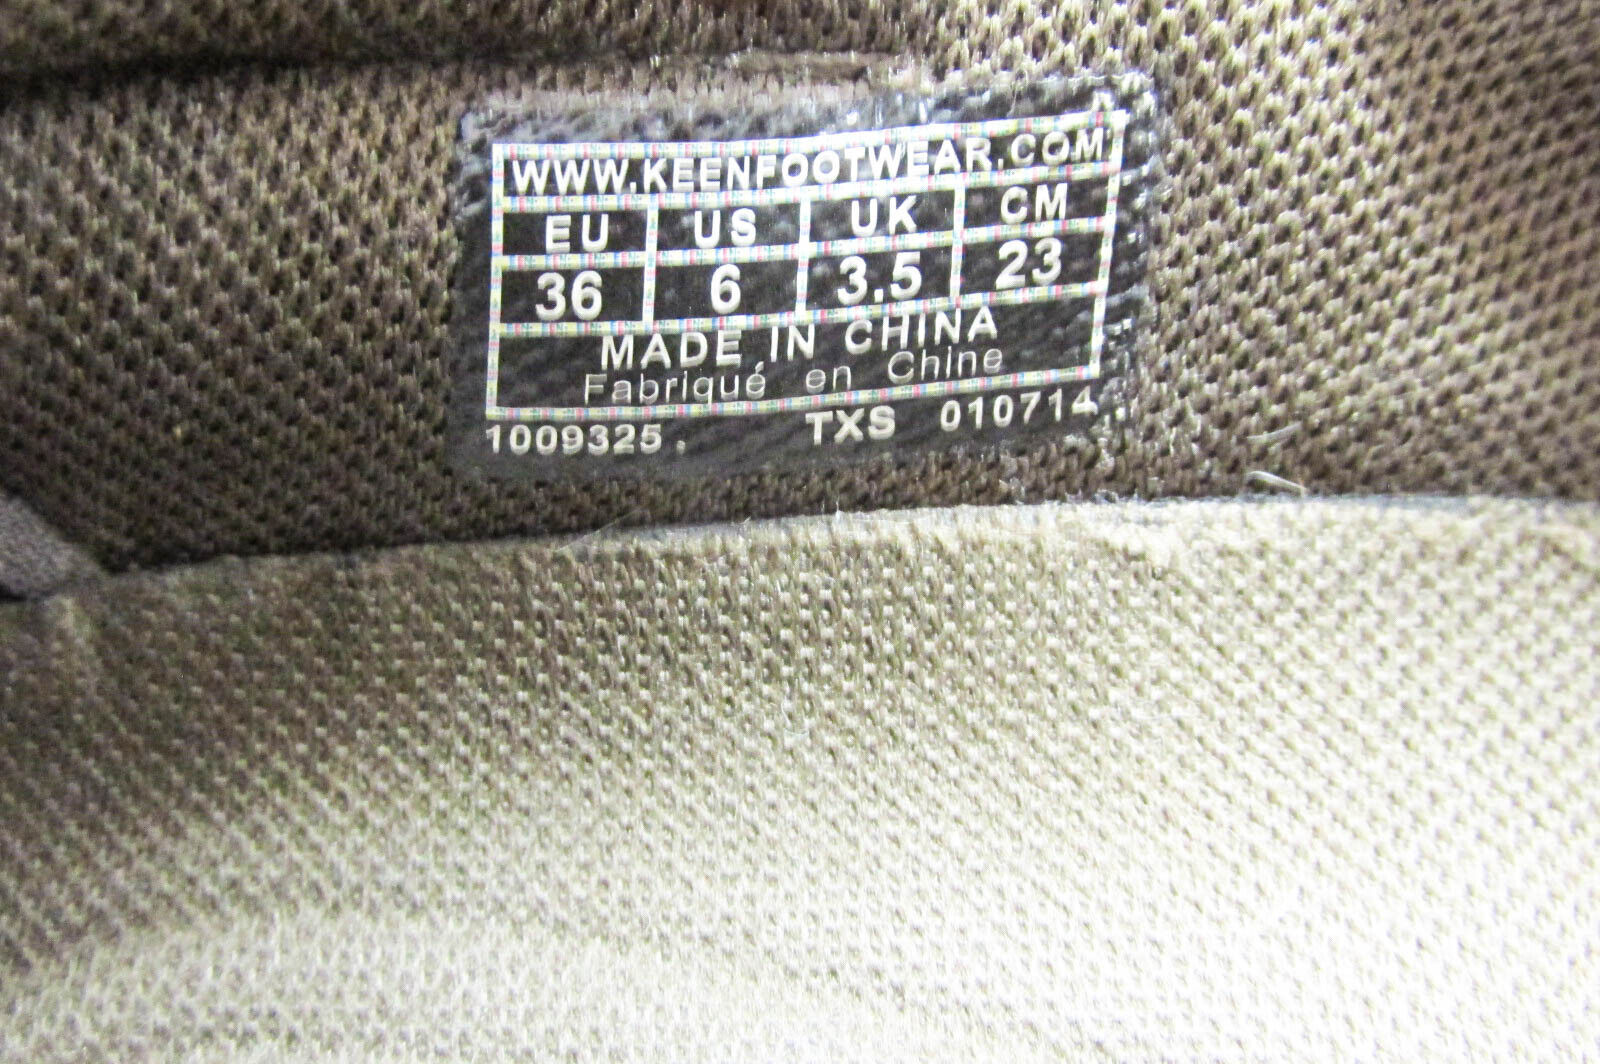 WWW.KEENFOOTWEAR.COM
EU US UK CM
36 6 3.5 23
MADE IN CHINA
Fabriqué en Chine
1009325. TXS 010714